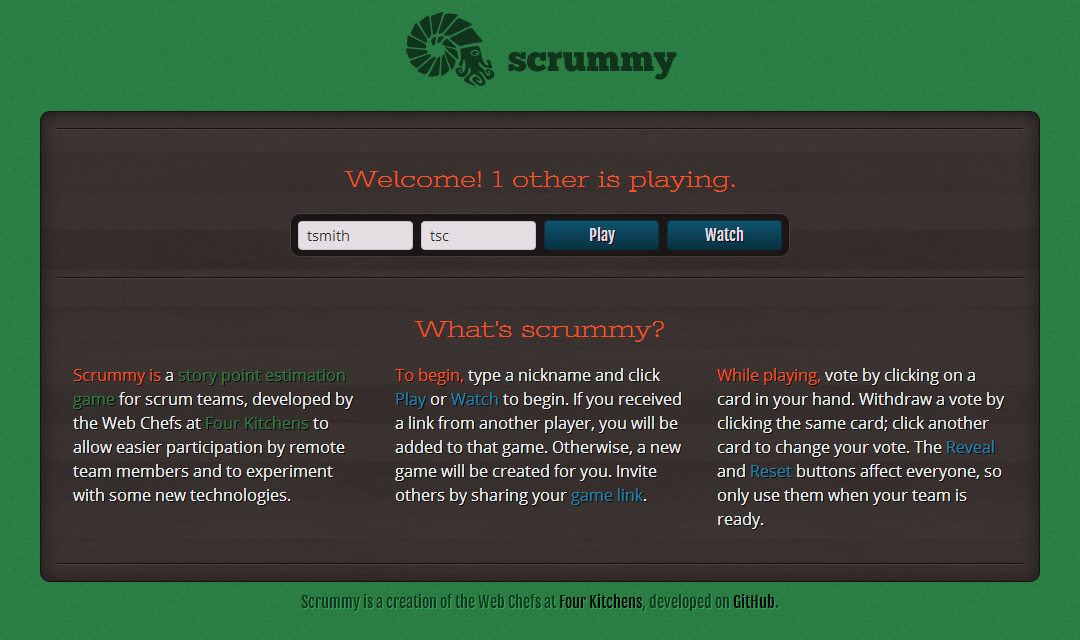 scrummy
Welcome! 1 other is playing.
tsmith tsc Play Watch
What's scrummy?
Scrummy is a story point estimation
game for scrum teams, developed by
the Web Chefs at Four Kitchens to
allow easier participation by remote
team members and to experiment
with some new technologies.
To begin, type a nickname and click
Play or Watch to begin. If you received
a link from another player, you will be
added to that game. Otherwise, a new
game will be created for you. Invite
others by sharing your game link.
While playing, vote by clicking on a
card in your hand. Withdraw a vote by
clicking the same card; click another
card to change your vote. The Reveal
and Reset buttons affect everyone, so
only use them when your team is
ready.
Scrummy is a creation of the Web Chefs at Four Kitchens, developed on GitHub.